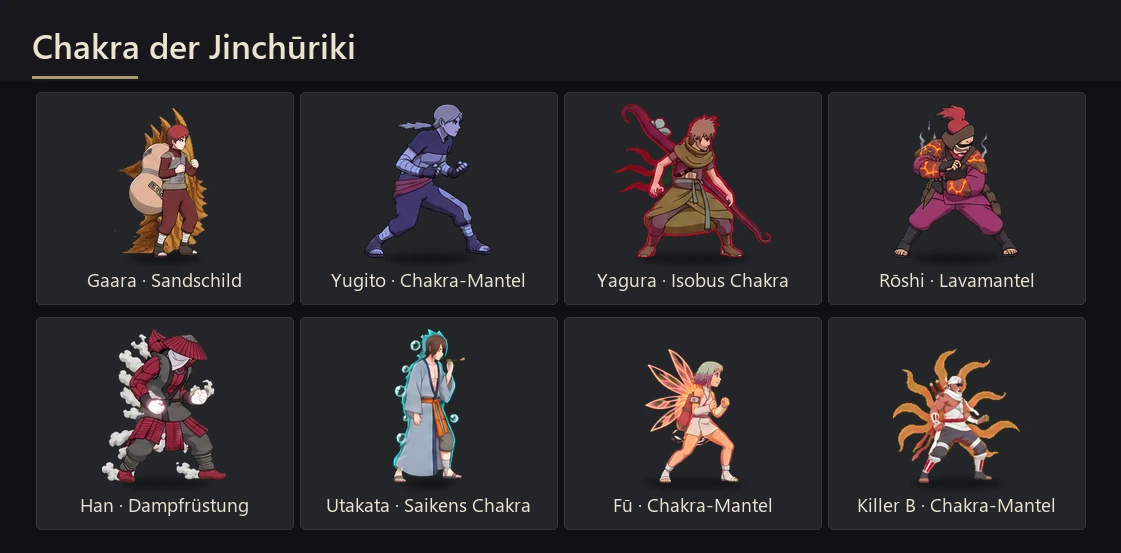 Chakra der Jinchūriki
Gaara · Sandschild
Yugito · Chakra-Mantel
Yagura · Isobus Chakra
Rōshi · Lavamantel
Han · Dampfrüstung
Utakata · Saikens Chakra
Fū · Chakra-Mantel
Killer B · Chakra-Mantel